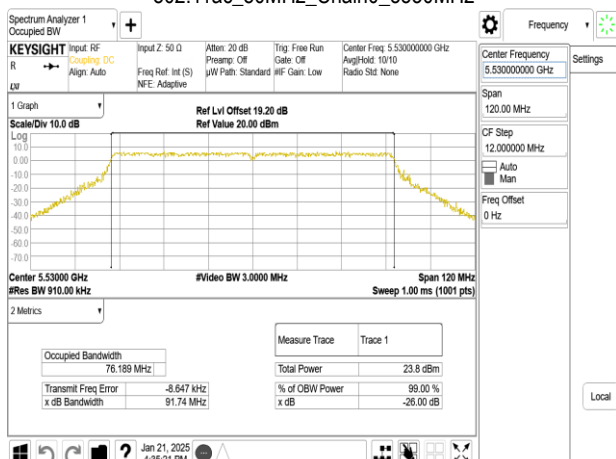 Spectrum Analyzer 1
Occupied BW
Frequency
KEYSIGHT
Input: RF
Coupling: DC
Align: Auto
Input Z: 50 Ω
Freq Ref: Int (S)
NFE: Adaptive
Atten: 20 dB
Preamp: Off
µW Path: Standard
Trig: Free Run
Gate: Off
#IF Gain: Low
Center Freq: 5.530000000 GHz
Avg|Hold: 10/10
Radio Std: None
R
LXI
Center Frequency
5.530000000 GHz
Settings
Span
120.00 MHz
CF Step
12.000000 MHz
Auto
Man
Freq Offset
0 Hz
Local
1 Graph
Scale/Div 10.0 dB
Ref Lvl Offset 19.20 dB
Ref Value 20.00 dBm
Log
10.0
0.00
-10.0
-20.0
-30.0
-40.0
-50.0
-60.0
-70.0
Center 5.53000 GHz
#Res BW 910.00 kHz
#Video BW 3.0000 MHz
Span 120 MHz
Sweep 1.00 ms (1001 pts)
2 Metrics
Measure Trace
Trace 1
Occupied Bandwidth
76.189 MHz
Total Power
23.8 dBm
Transmit Freq Error
-8.647 kHz
% of OBW Power
99.00 %
x dB Bandwidth
91.74 MHz
x dB
-26.00 dB
?
Jan 21, 2025